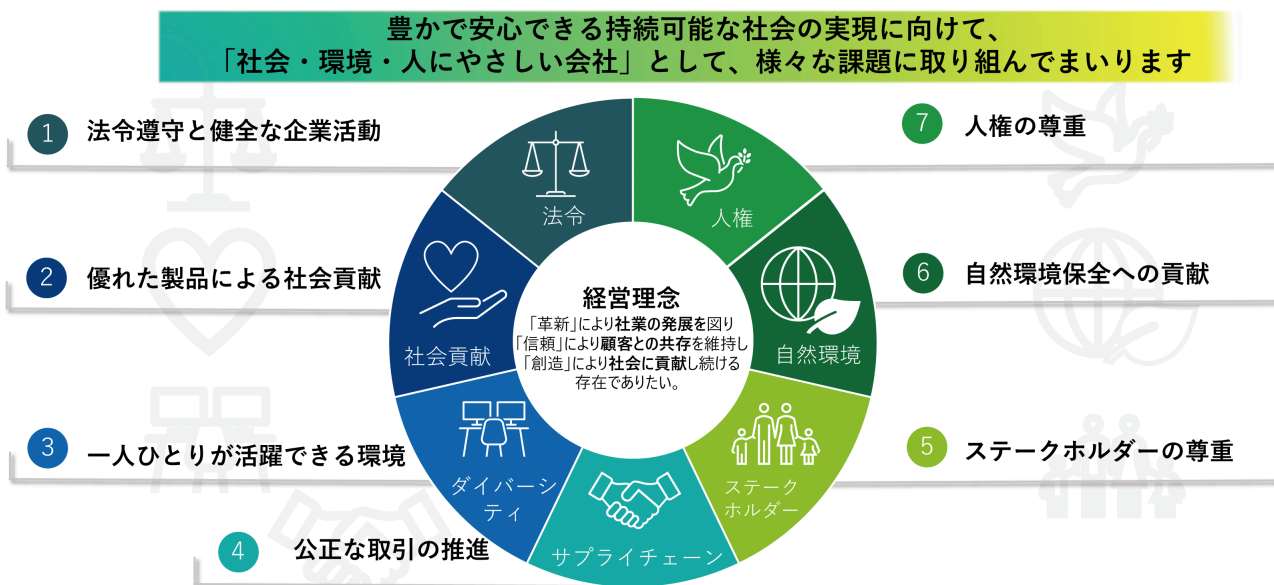 豊かで安心できる持続可能な社会の実現に向けて、
「社会・環境・人にやさしい会社」として、様々な課題に取り組んでまいります
1 法令遵守と健全な企業活動
2 優れた製品による社会貢献
3 一人ひとりが活躍できる環境
4 公正な取引の推進
7 人権の尊重
6 自然環境保全への貢献
5 ステークホルダーの尊重
法令
人権
社会貢献
自然環境
ダイバーシ
ティ
ステーク
ホルダー
サプライチェーン
経営理念
「革新」により社業の発展を図り
「信頼」により顧客との共存を維持し
「創造」により社会に貢献し続ける
存在でありたい。